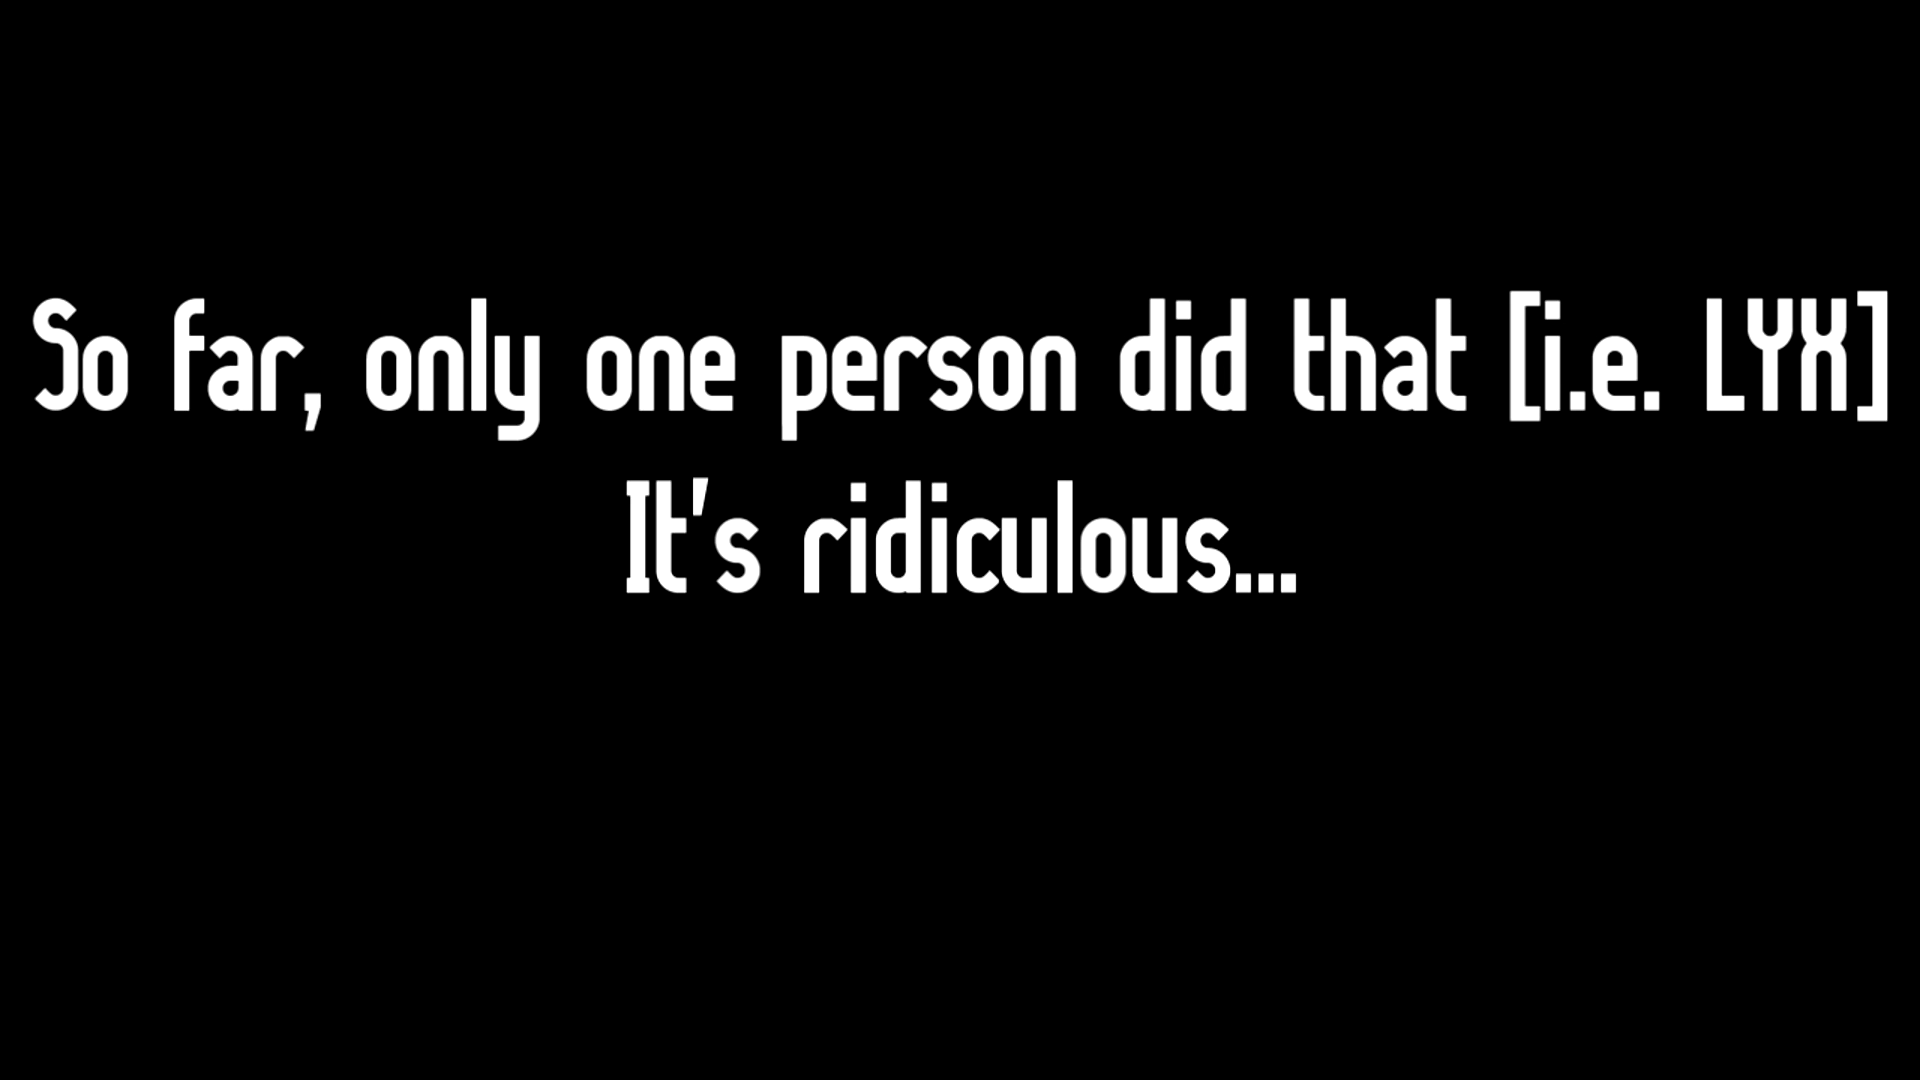 So far, only one person did that [i.e. LYX]
It's ridiculous...